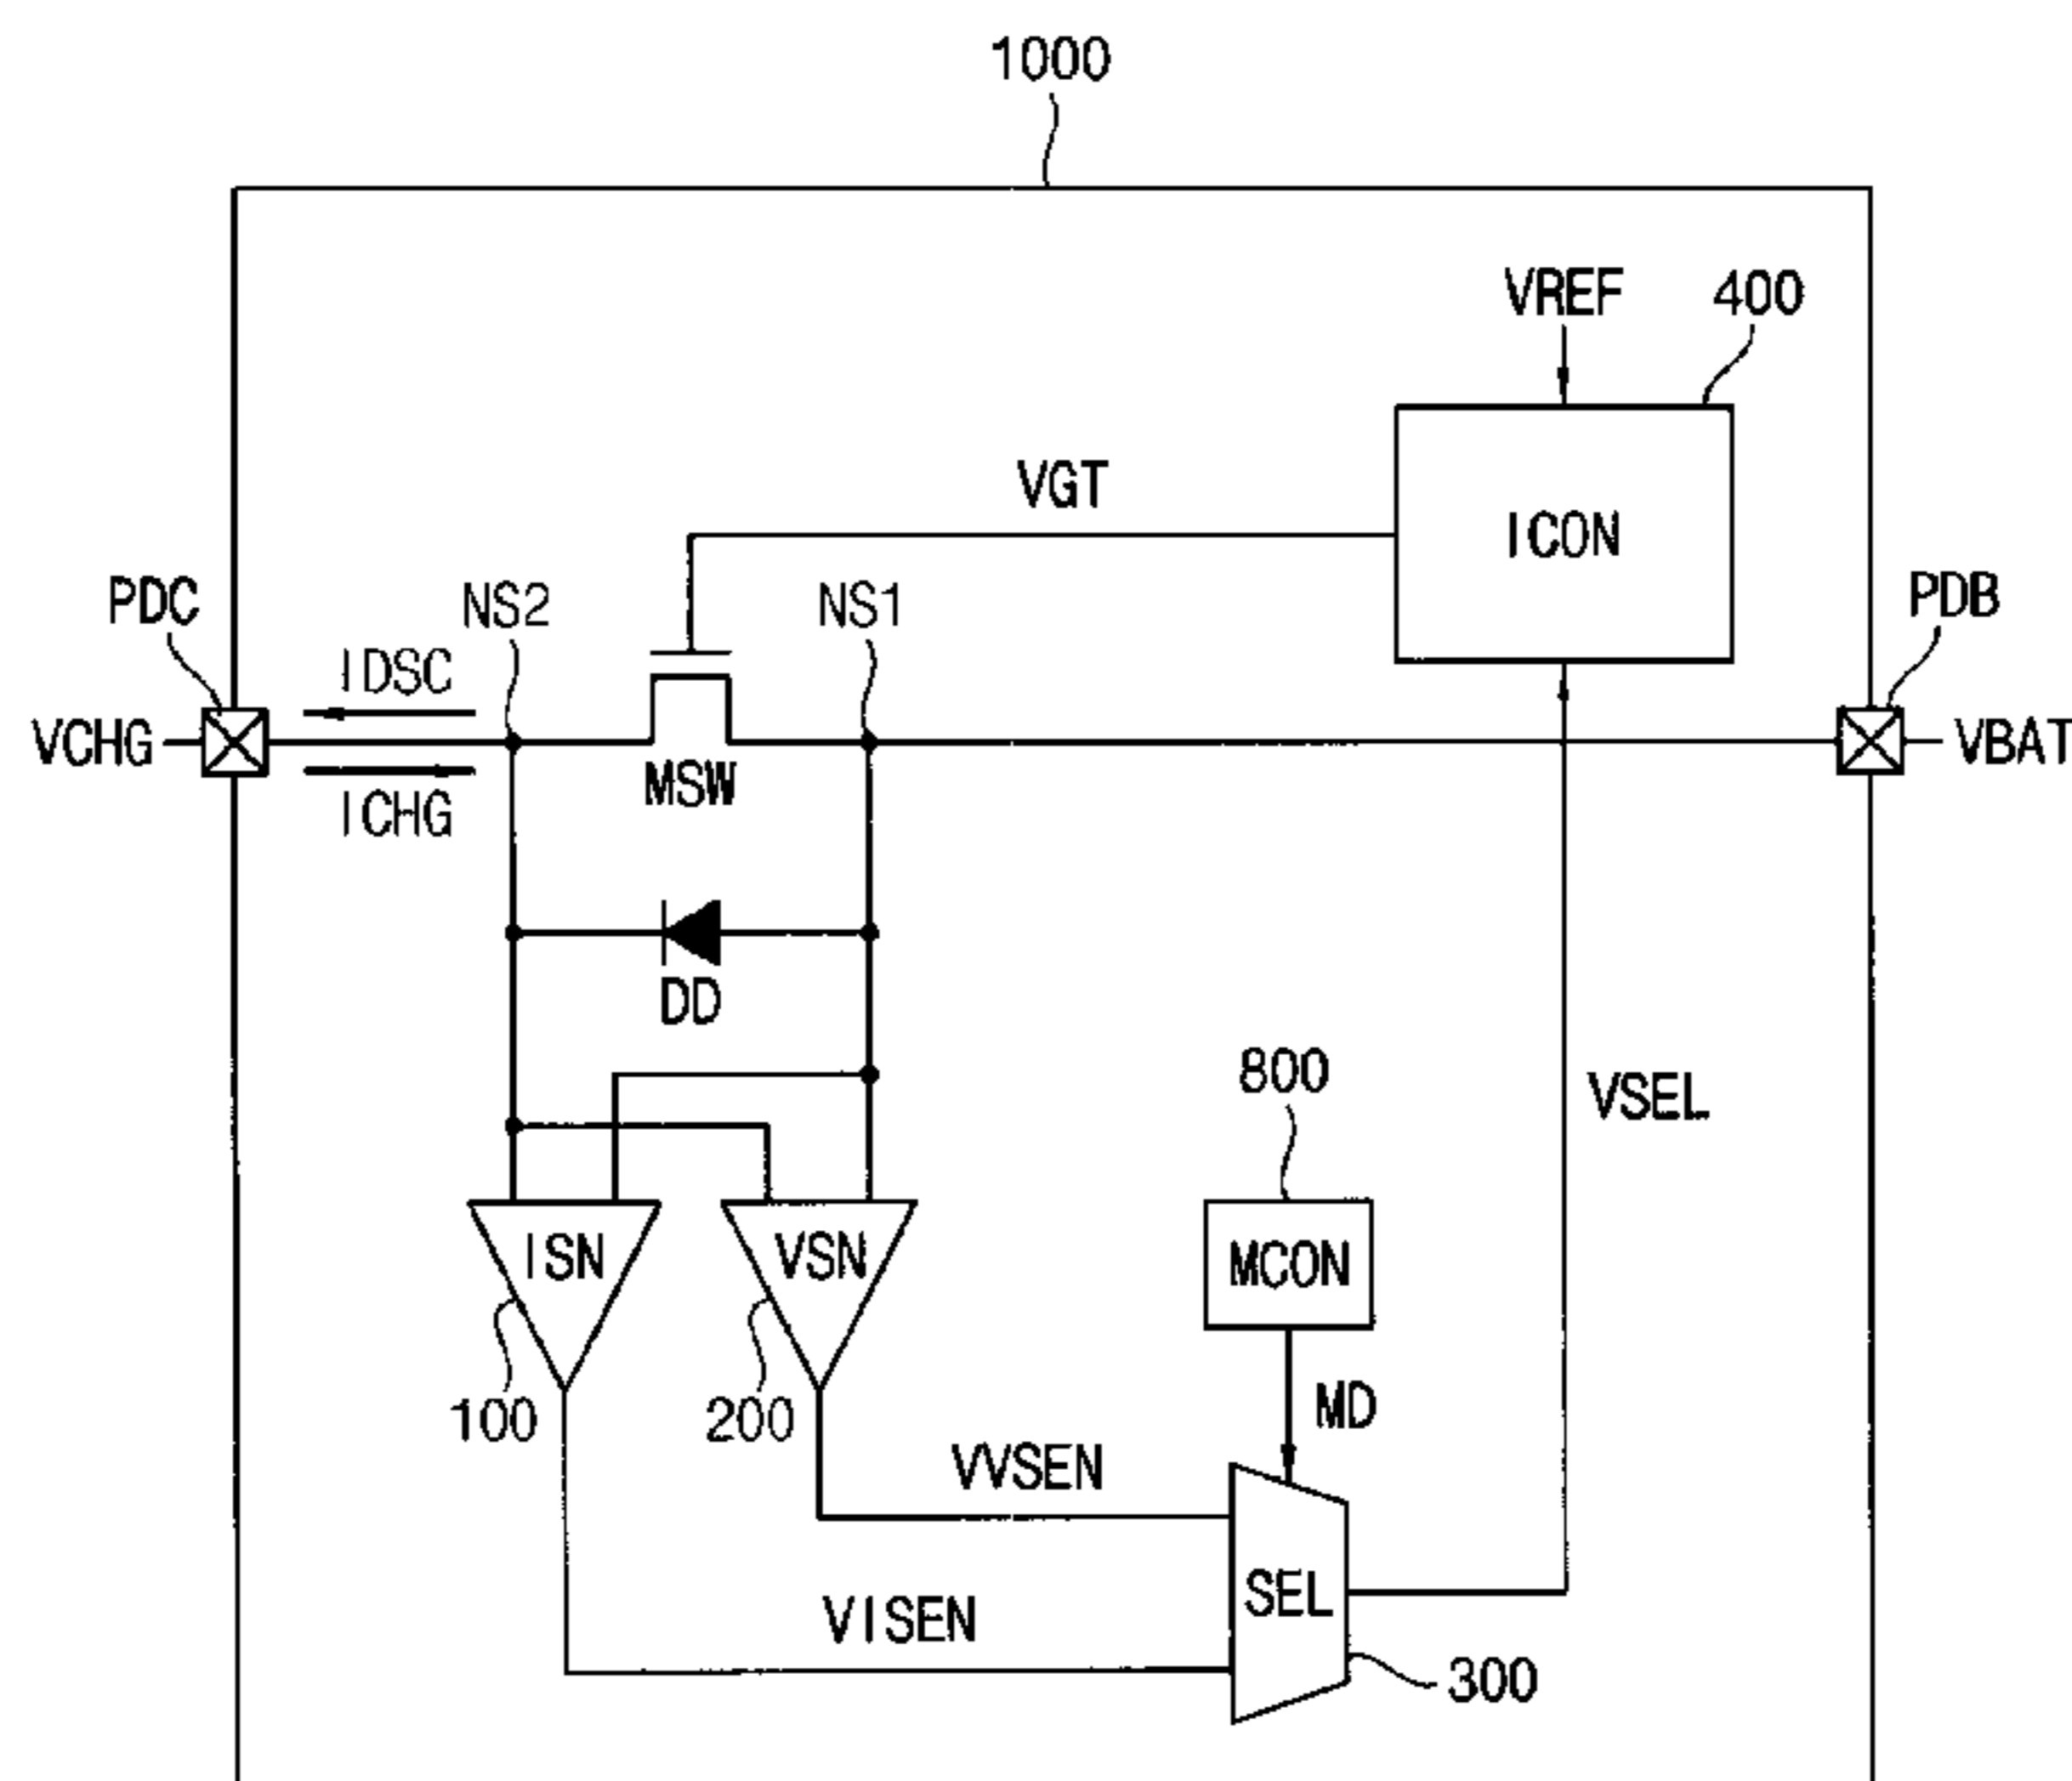 1000
VREF
400
VGT
ICON
PDC
NS2
NS1
PDB
IDSC
VCHG
VBAT
MSW
ICHG
DD
800
VSEL
ISN
VSN
MCON
100
200
MD
VVSEN
SEL
VISEN
300